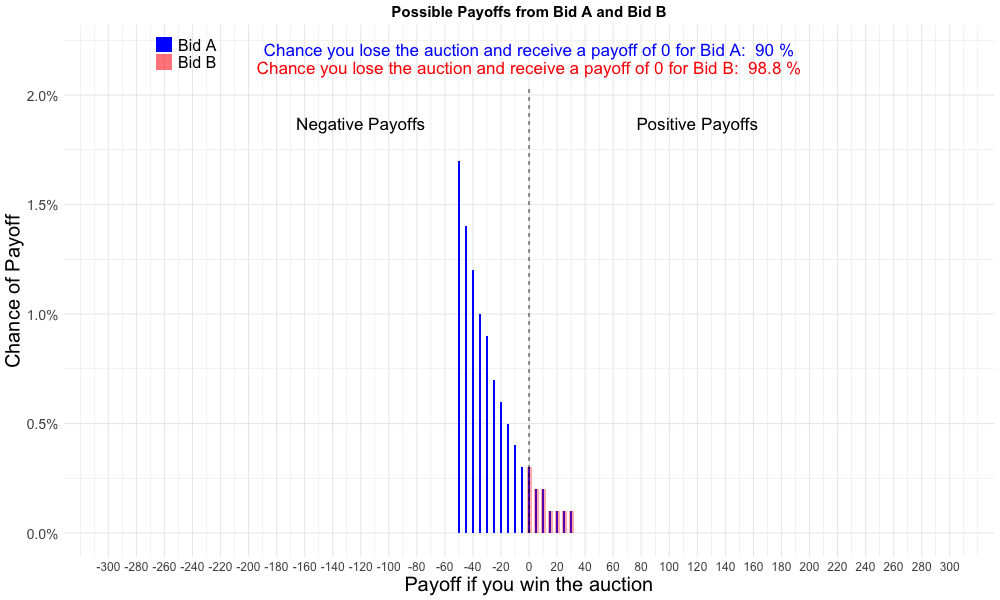 Possible Payoffs from Bid A and Bid B
Bid A
Bid B
Chance you lose the auction and receive a payoff of 0 for Bid A:  90 %
Chance you lose the auction and receive a payoff of 0 for Bid B:  98.8 %
Negative Payoffs
Positive Payoffs
Chance of Payoff
2.0%
1.5%
1.0%
0.5%
0.0%
-300 -280 -260 -240 -220 -200 -180 -160 -140 -120 -100 -80 -60 -40 -20 0 20 40 60 80 100 120 140 160 180 200 220 240 260 280 300
Payoff if you win the auction